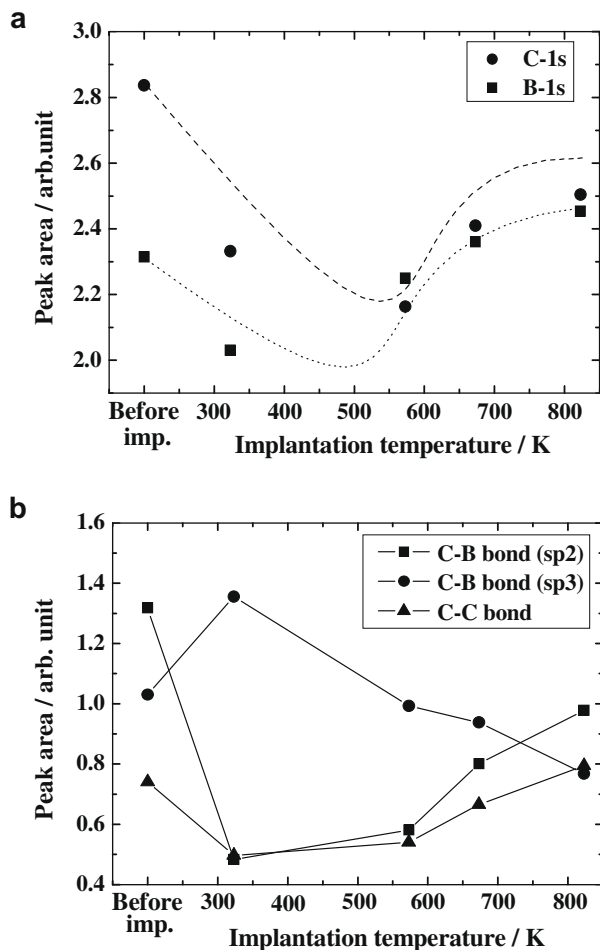 a
3.0
2.8
2.6
2.4
2.2
2.0
Peak area / arb.unit
C-1s
B-1s
Before imp.
300
400
500
600
700
800
Implantation temperature / K
b
1.6
1.4
1.2
1.0
0.8
0.6
0.4
Peak area / arb. unit
C-B bond (sp2)
C-B bond (sp3)
C-C bond
Before imp.
300
400
500
600
700
800
Implantation temperature / K